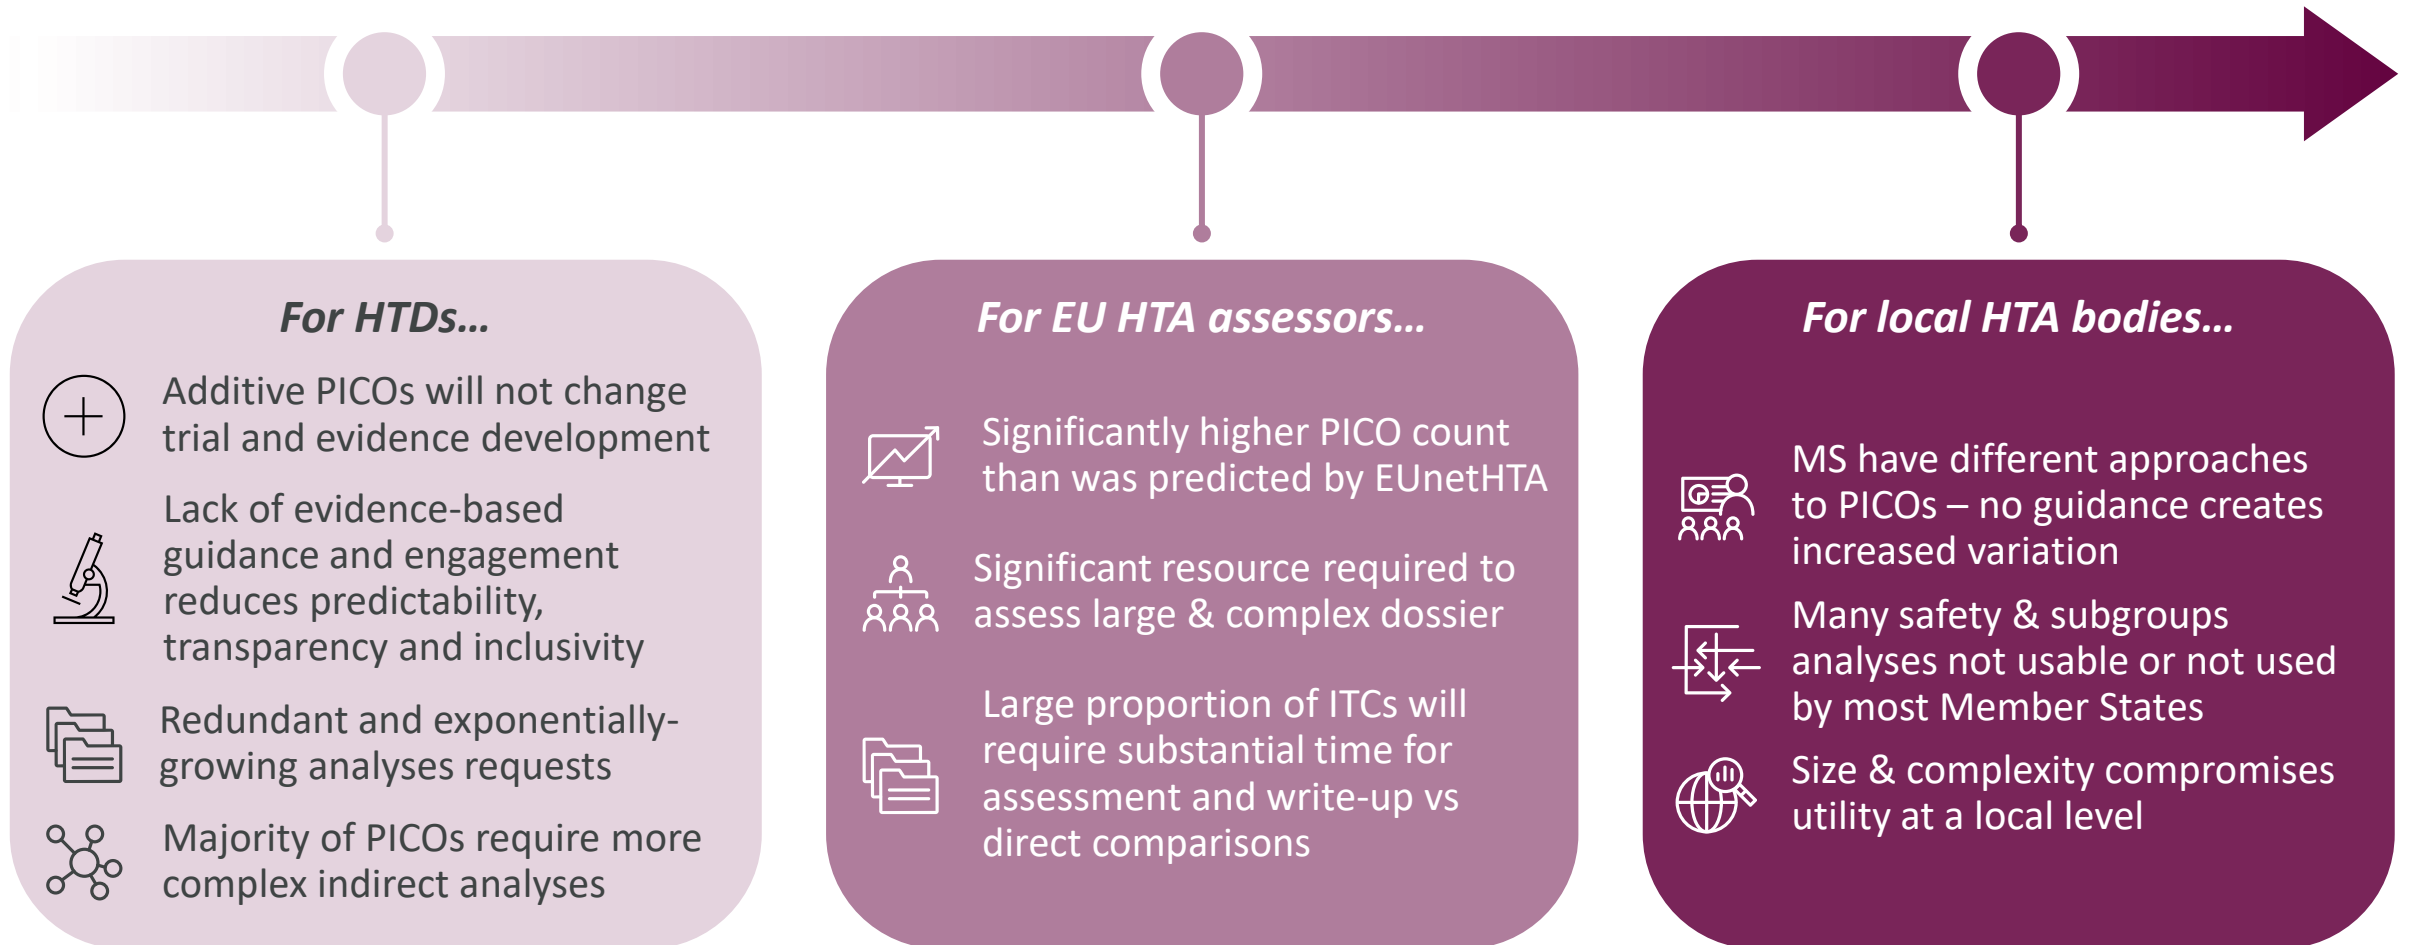 For HTDs…
Additive PICOs will not change
trial and evidence development
Lack of evidence-based
guidance and engagement
reduces predictability,
transparency and inclusivity
Redundant and exponentially-
growing analyses requests
Majority of PICOs require more
complex indirect analyses
For EU HTA assessors…
Significantly higher PICO count
than was predicted by EUnetHTA
Significant resource required to
assess large & complex dossier
Large proportion of ITCs will
require substantial time for
assessment and write-up vs
direct comparisons
For local HTA bodies…
MS have different approaches
to PICOs – no guidance creates
increased variation
Many safety & subgroups
analyses not usable or not used
by most Member States
Size & complexity compromises
utility at a local level